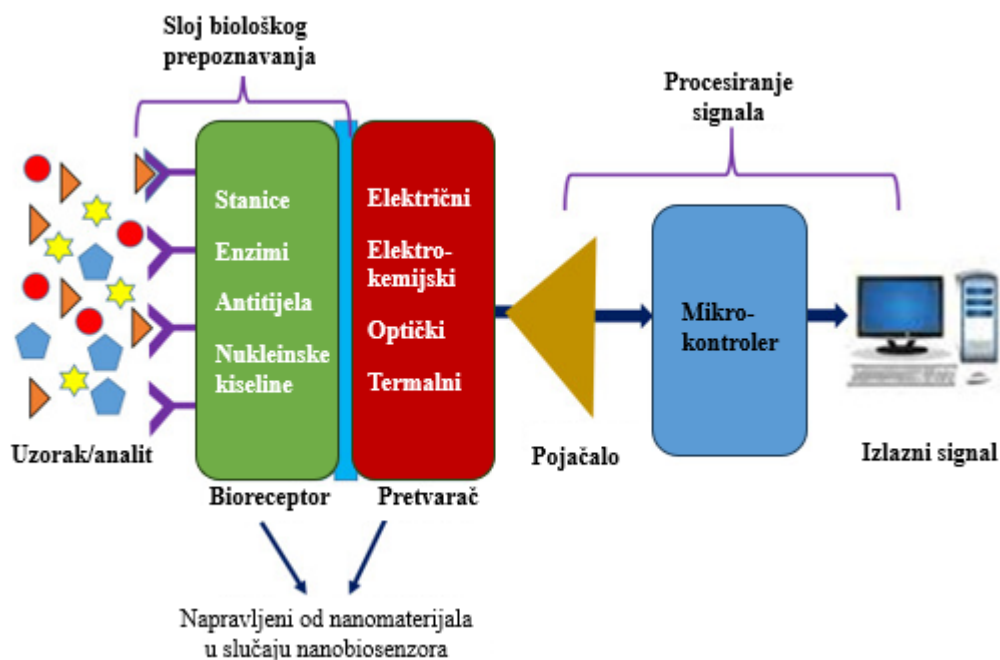 Sloj biološkog
prepoznavanja
Procesiranje
signala
Stanice
Enzimi
Antitijela
Nukleinske
kiseline
Električni
Elektro-
kemijski
Optički
Termalni
Mikro-
kontroler
Uzorak/analit
Bioreceptor
Pretvarač
Pojačalo
Izlazni signal
Napravljeni od nanomaterijala
u slučaju nanobiosenzora